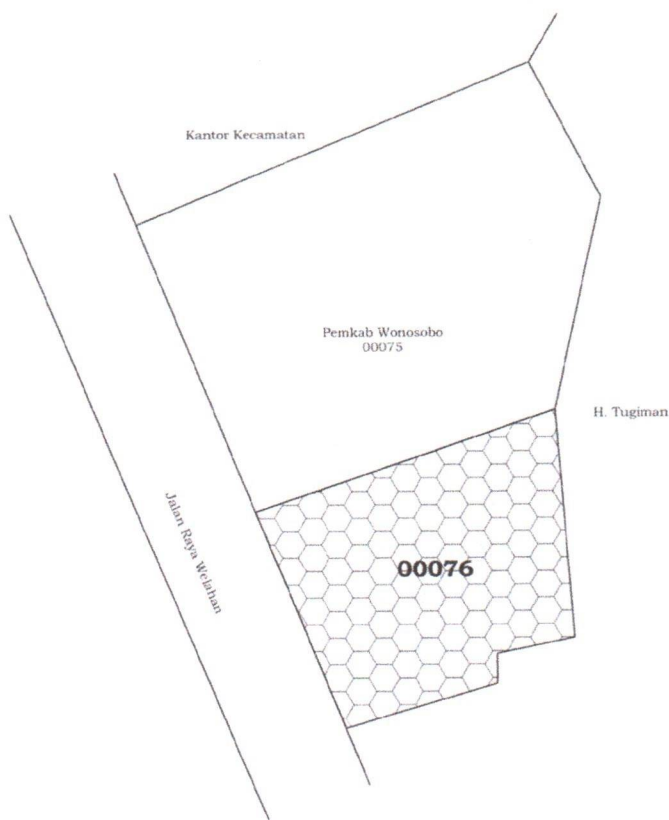 Kantor Kecamatan
Pemkab Wonosobo
00075
H. Tugiman
00076
Jalan Raya Welahan